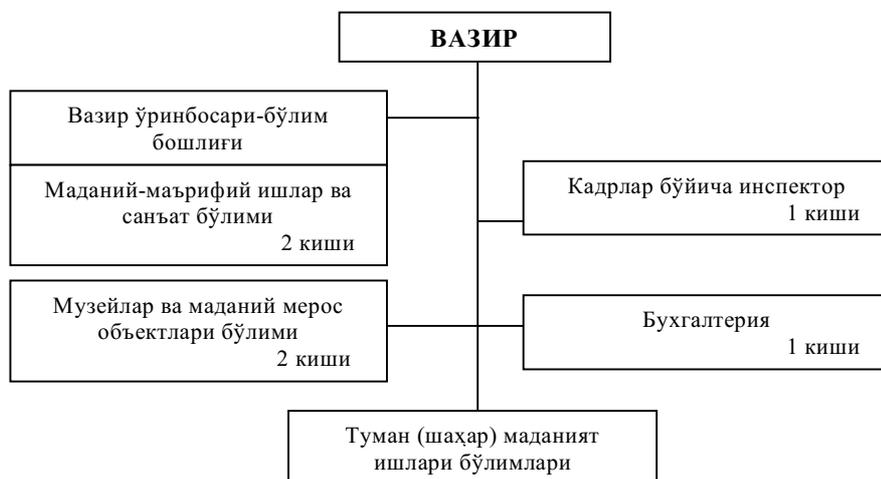 ВАЗИР
Вазир ўринбосари-бўлим
бошлиғи
Маданий-маърифий ишлар ва
санъат бўлими
2 киши
Кадрлар бўйича инспектор
1 киши
Музейлар ва маданий мерос
объектлари бўлими
2 киши
Бухгалтерия
1 киши
Туман (шаҳар) маданият
ишлари бўлимлари